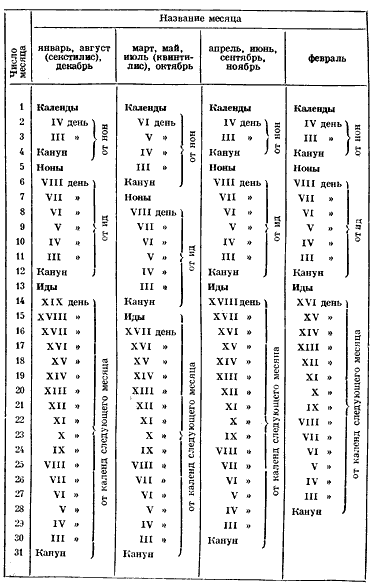 Название месяца
Число месяца
январь, август март, май, апрель, июнь, февраль
(секстилис), июль (квинти- сентябрь,
декабрь лис), октябрь ноябрь
1 Календы Календы Календы Календы
2 IV день VI день IV день IV день
3 III » V » III » III »
4 Канун IV » Канун Канун
5 Ноны III » Ноны Ноны
6 VIII день Канун VIII день VIII день
7 VII » Ноны VII » VII »
8 VI » VIII день VI » VI »
9 V » VII » V » V »
10 IV » VI » IV » IV »
11 III » V » III » III »
12 Канун IV » Канун Канун
13 Иды III » Иды Иды
14 XIX день Канун XVIII день XVI день
15 XVIII » Иды XVII » XV »
16 XVII » XVII день XVI » XIV »
17 XVI » XVI » XV » XIII »
18 XV » XV » XIV » XII »
19 XIV » XIV » XIII » XI »
20 XIII » XIII » XII » X »
21 XII » XII » XI » IX »
22 XI » XI » X » VIII »
23 X » X » IX » VII »
24 IX » IX » VIII » VI »
25 VIII » VIII » VII » V »
26 VII » VII » VI » IV »
27 VI » VI » V » III »
28 V » V » IV » Канун
29 IV » IV » III »
30 III » III » Канун
31 Канун Канун
от нон
от ид
от календ следующего месяца
от нон
от ид
от календ следующего месяца
от нон
от ид
от календ следующего месяца
от нон
от ид
от календ следующего месяца